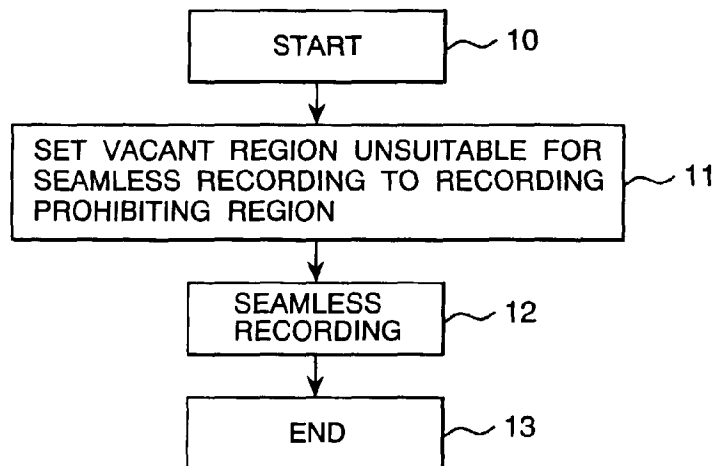 START
10
SET VACANT REGION UNSUITABLE FOR
SEAMLESS RECORDING TO RECORDING
PROHIBITING REGION
11
SEAMLESS
RECORDING
12
END
13